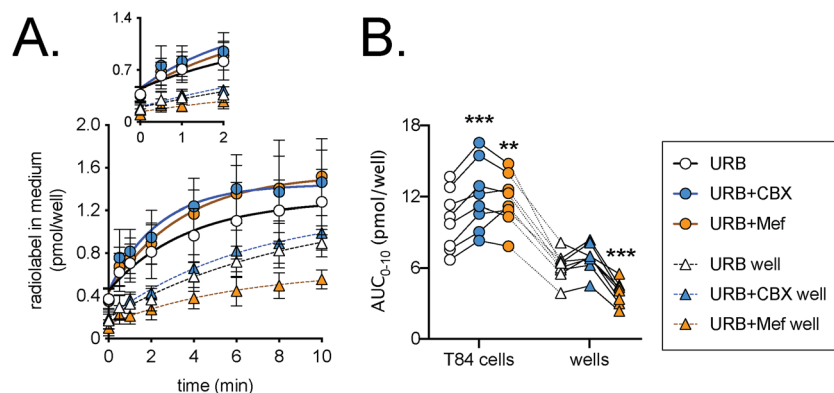 A.
1.4
0.7
0
0 1 2
2.0
1.6
1.2
0.8
0.4
0
radiolabel in medium
(pmol/well)
0 2 4 6 8 10
time (min)
B.
18
12
6
0
AUC0-10 (pmol/well)
***
**
***
T84 cells wells
URB
URB+CBX
URB+Mef
URB well
URB+CBX well
URB+Mef well